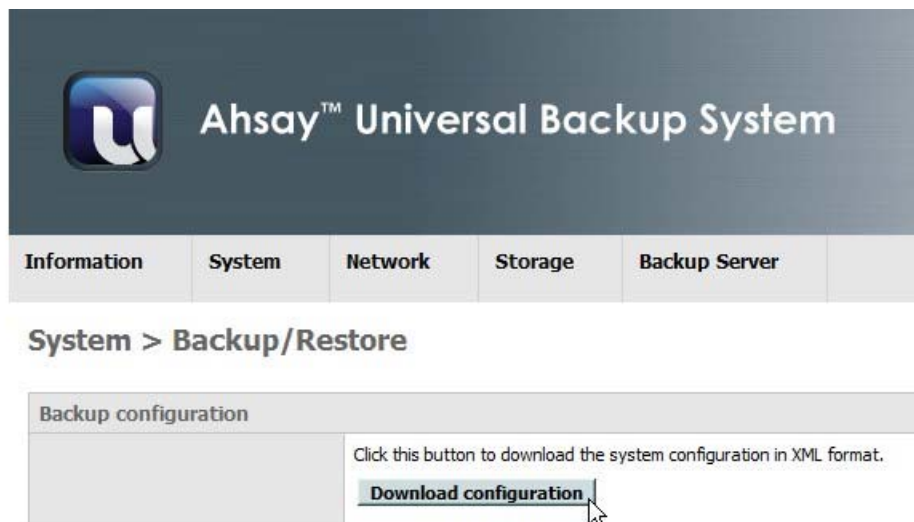 Ahsay™ Universal Backup System
Information System Network Storage Backup Server
System > Backup/Restore
Backup configuration
Click this button to download the system configuration in XML format.
Download configuration